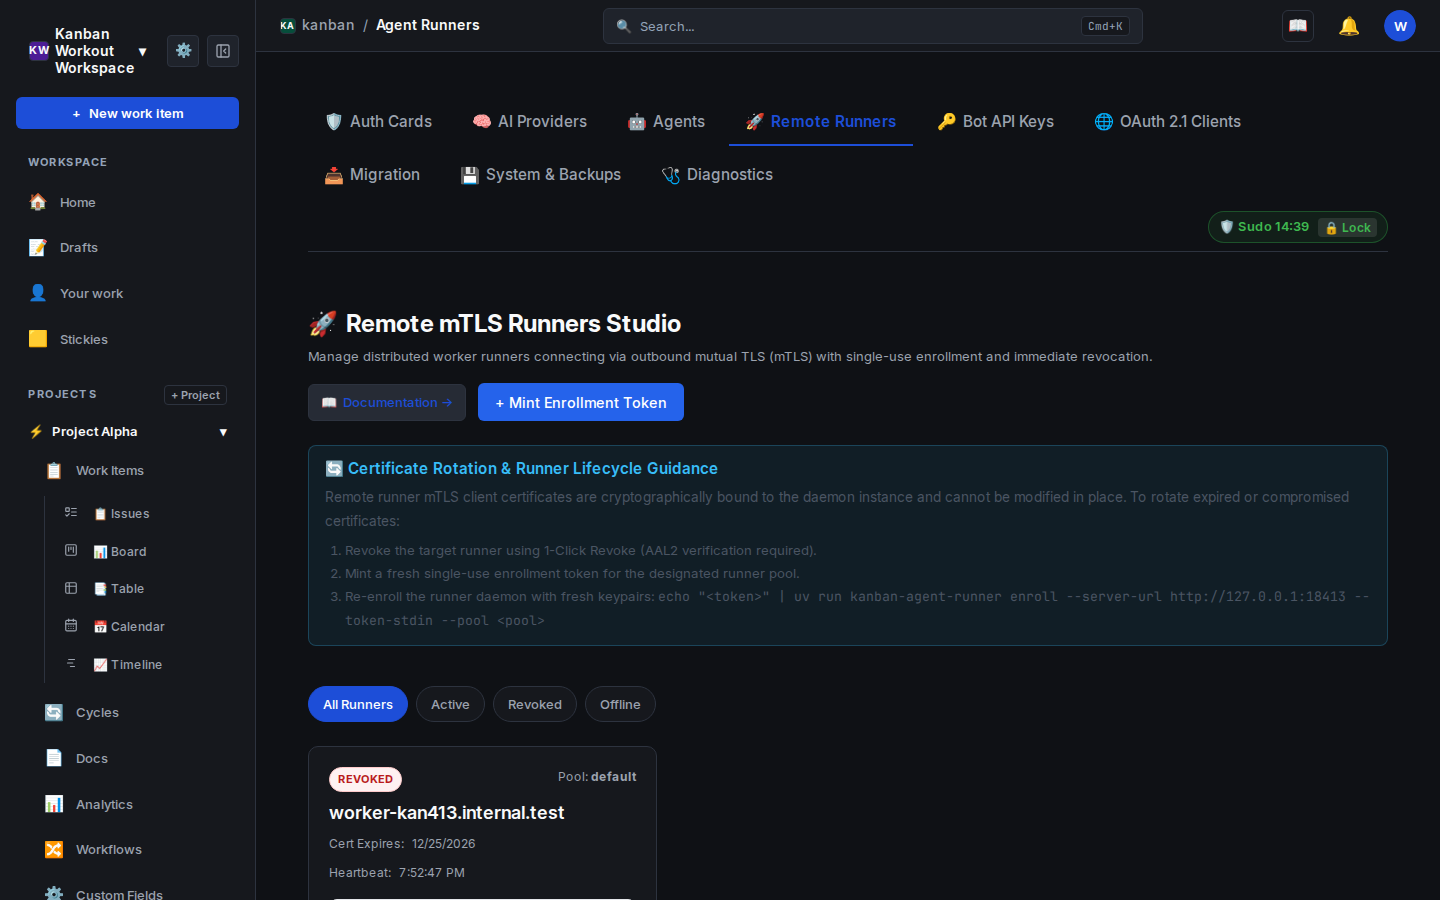 KW Kanban Workout Workspace ▼
+ New work item
WORKSPACE
Home
Drafts
Your work
Stickies
PROJECTS
+ Project
Project Alpha ▼
Work Items
Issues
Board
Table
Calendar
Timeline
Cycles
Docs
Analytics
Workflows
Custom Fields
KA kanban / Agent Runners
Search...
Cmd+K
W
Auth Cards
AI Providers
Agents
Remote Runners
Bot API Keys
OAuth 2.1 Clients
Migration
System & Backups
Diagnostics
Sudo 14:39
Lock
Remote mTLS Runners Studio
Manage distributed worker runners connecting via outbound mutual TLS (mTLS) with single-use enrollment and immediate revocation.
Documentation →
+ Mint Enrollment Token
Certificate Rotation & Runner Lifecycle Guidance
Remote runner mTLS client certificates are cryptographically bound to the daemon instance and cannot be modified in place. To rotate expired or compromised
certificates:
1. Revoke the target runner using 1-Click Revoke (AAL2 verification required).
2. Mint a fresh single-use enrollment token for the designated runner pool.
3. Re-enroll the runner daemon with fresh keypairs: echo "<token>" | uv run kanban-agent-runner enroll --server-url http://127.0.0.1:18413 --
token-stdin --pool <pool>
All Runners
Active
Revoked
Offline
REVOKED
Pool: default
worker-kan413.internal.test
Cert Expires: 12/25/2026
Heartbeat: 7:52:47 PM